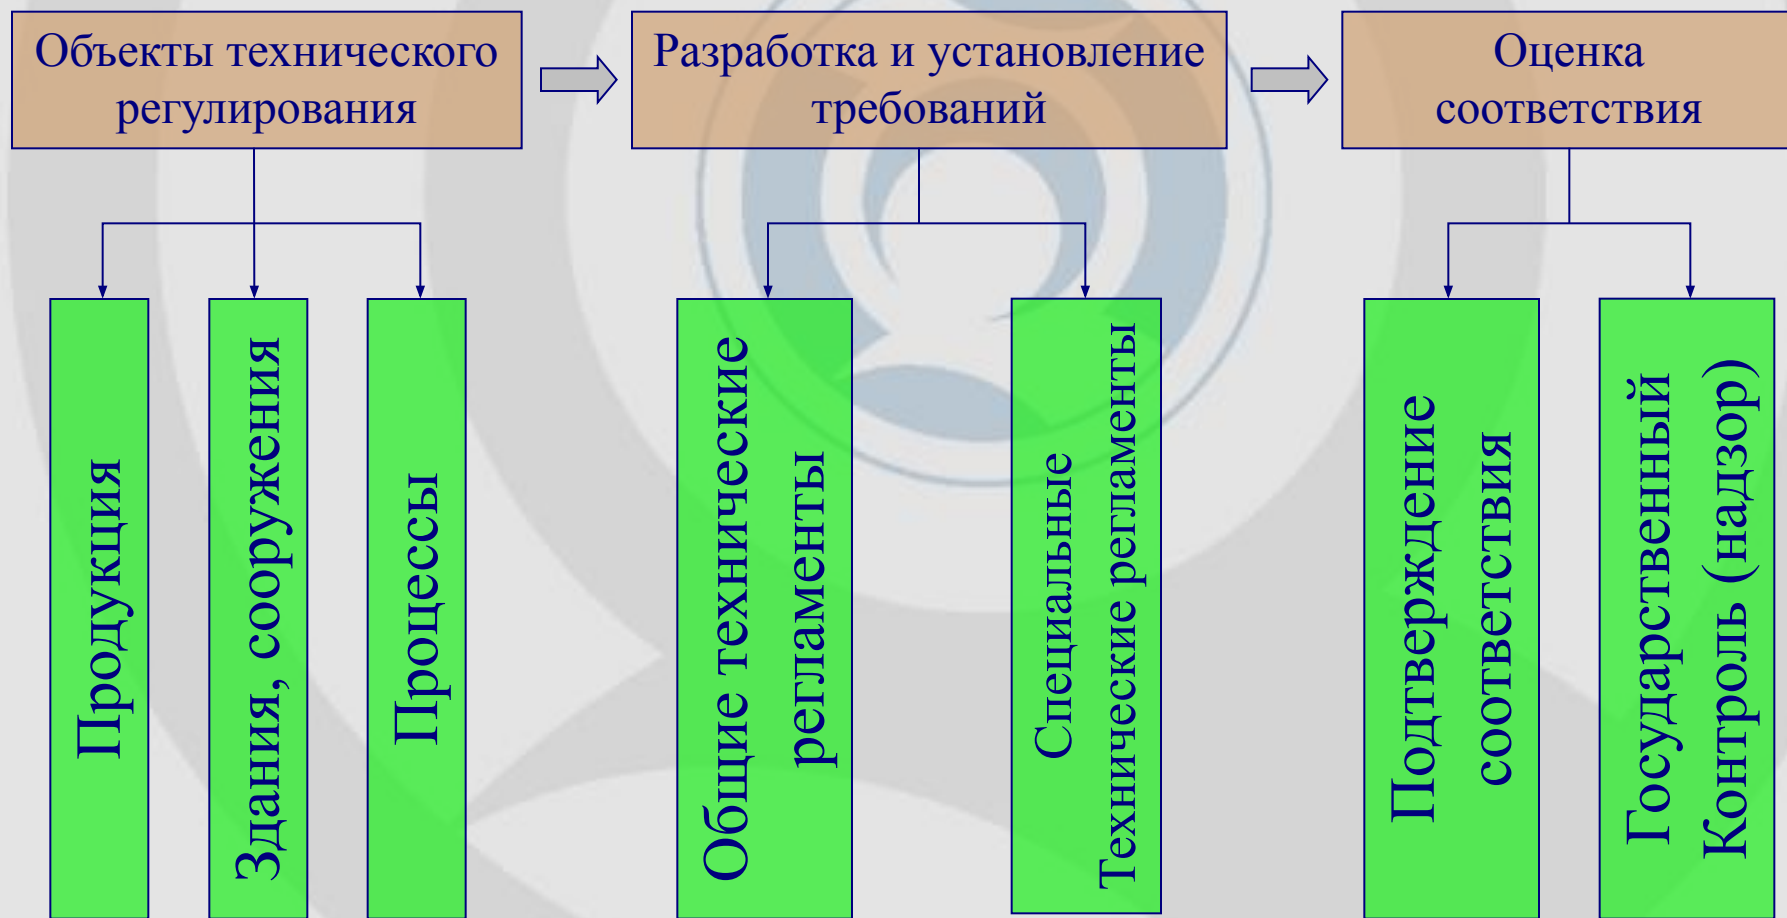 Объекты технического
регулирования
Разработка и установление
требований
Оценка
соответствия
Продукция
Здания, сооружения
Процессы
Общие технические
регламенты
Специальные
Технические регламенты
Подтверждение
соответствия
Государственный
Контроль (надзор)